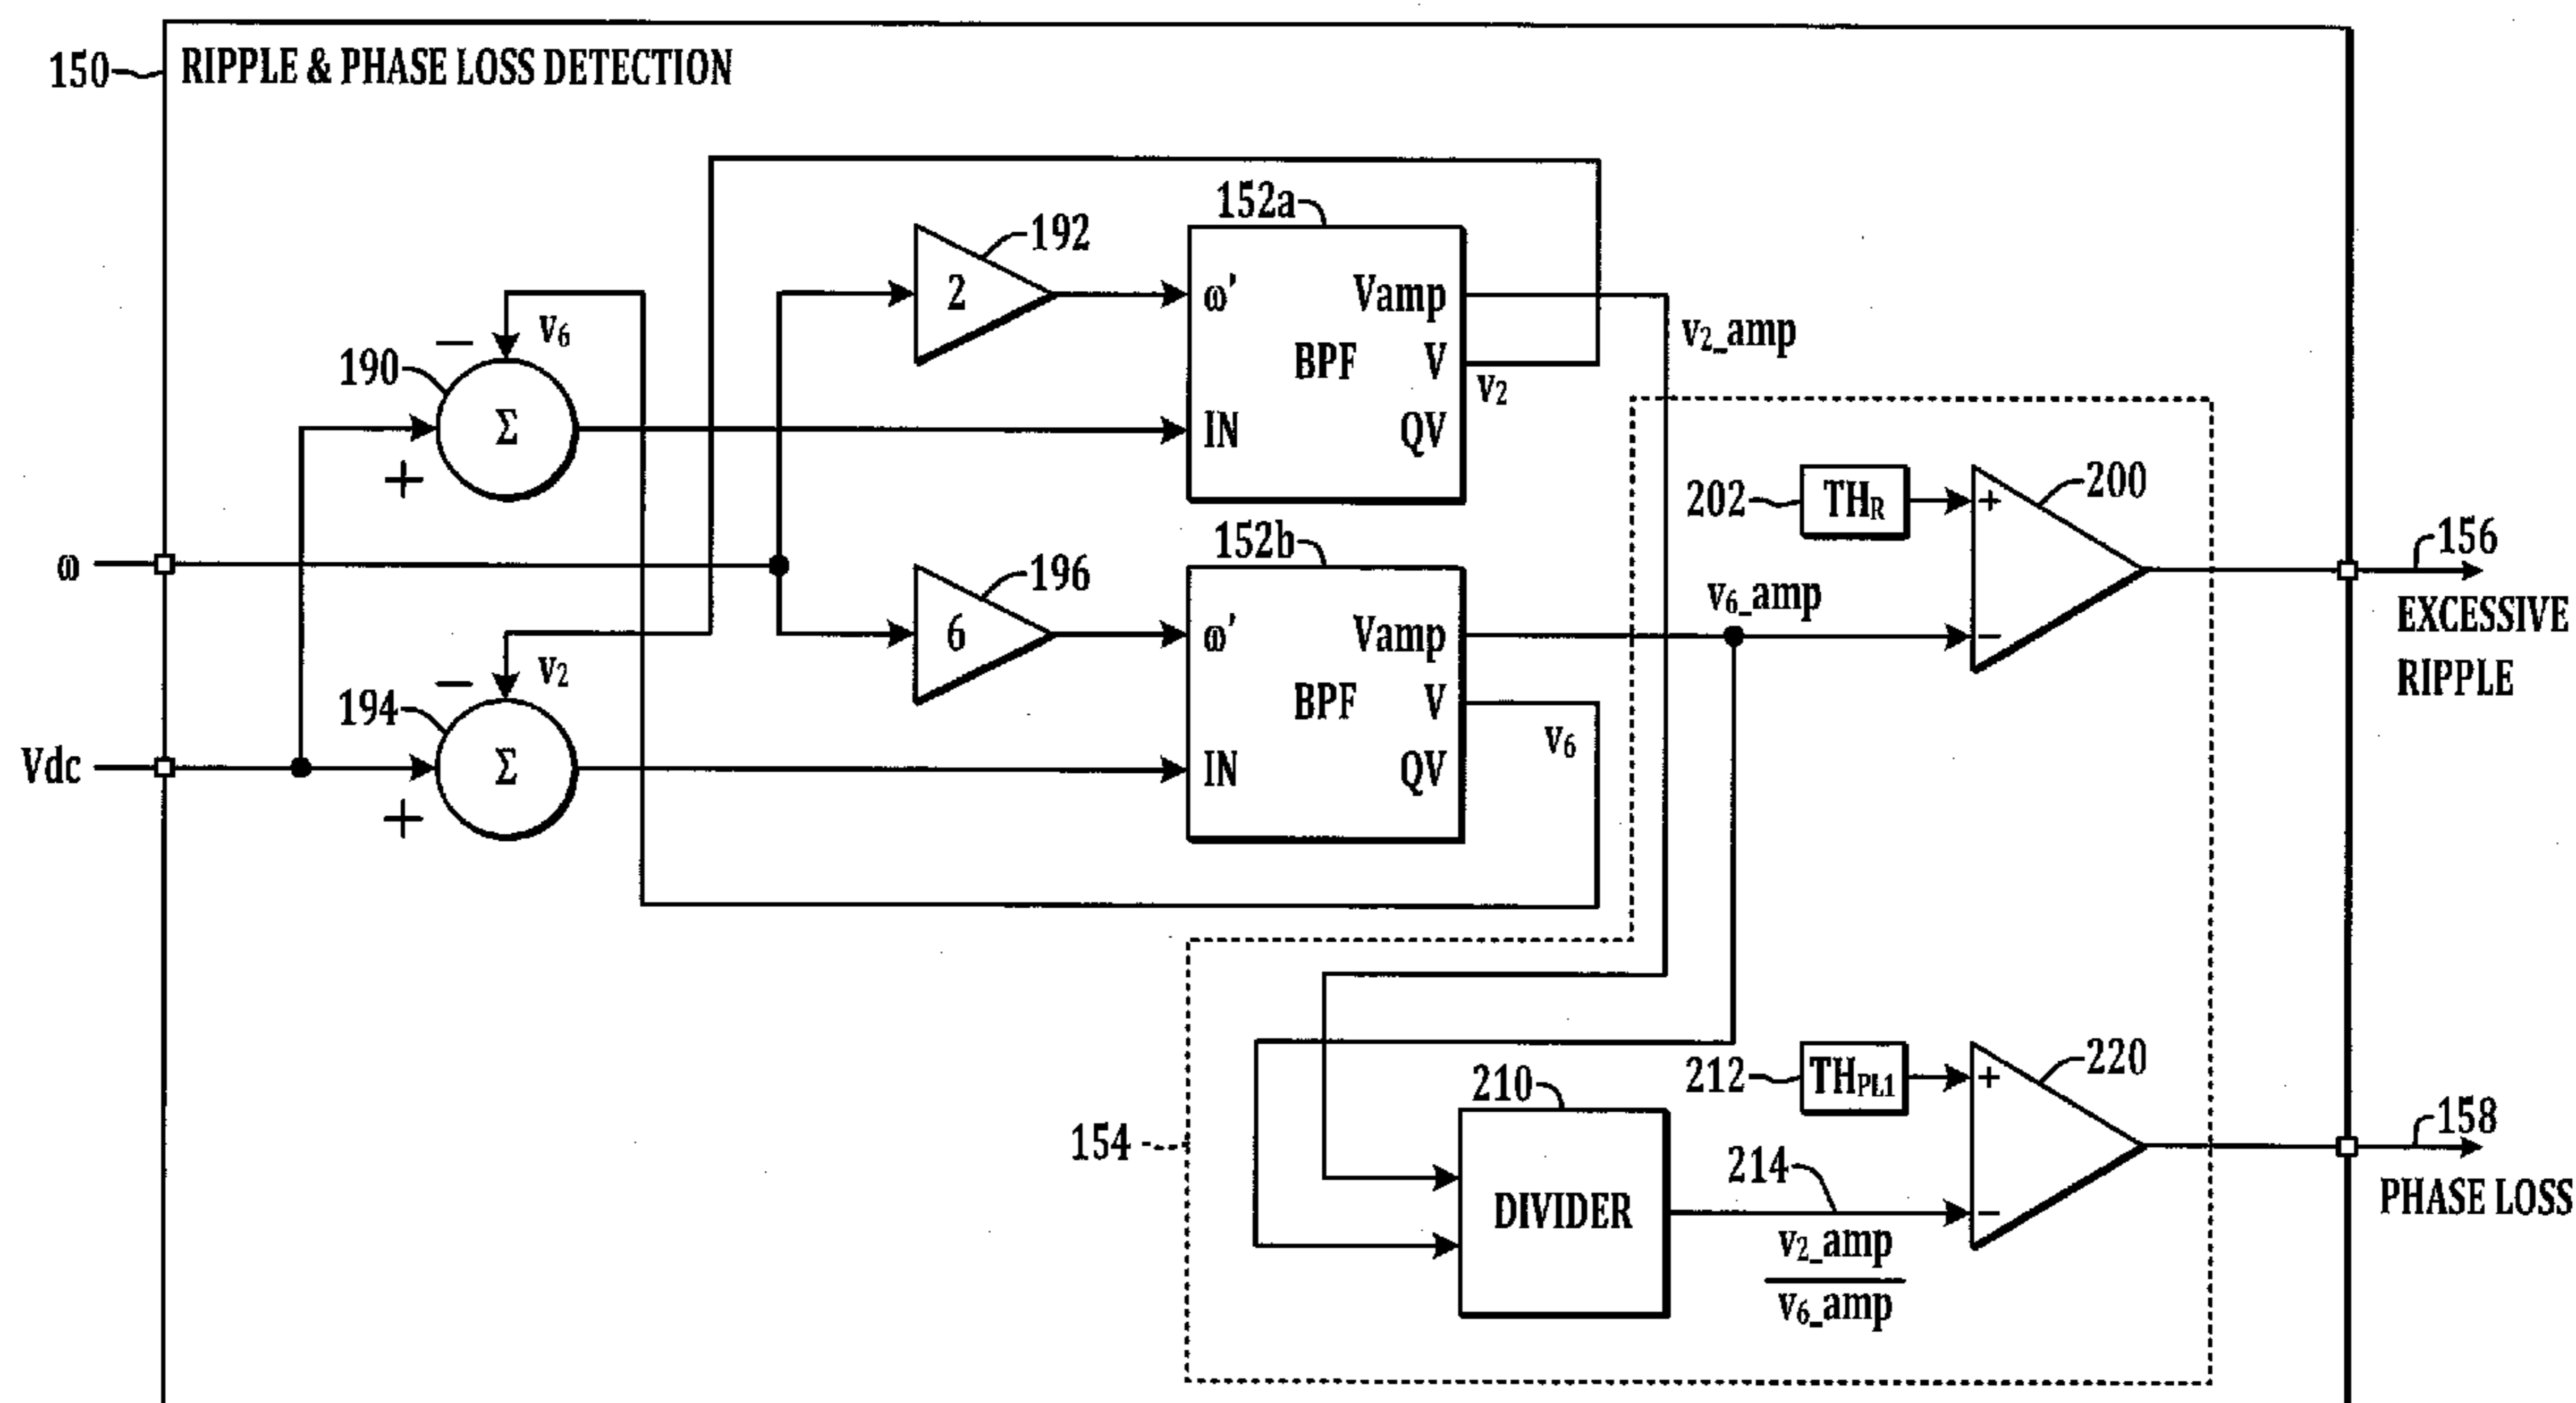 150
RIPPLE & PHASE LOSS DETECTION
152a
192
2
ω'
Vamp
BPF
V
IN
QV
v₂
v₂_amp
−
v₆
190
Σ
+
202
THR
+
−
200
156
EXCESSIVE
RIPPLE
ω
152b
196
6
ω'
Vamp
BPF
V
IN
QV
v₆
v₆_amp
−
v₂
194
Σ
+
Vdc
212
THPL1
+
−
220
210
154
DIVIDER
214
v₂_amp
v₆_amp
158
PHASE LOSS